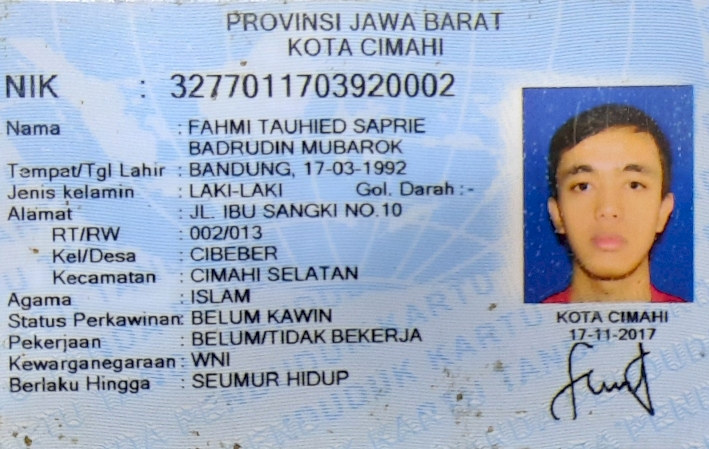 PROVINSI JAWA BARAT
KOTA CIMAHI
NIK : 3277011703920002
Nama : FAHMI TAUHIED SAPRIE
BADRUDIN MUBAROK
Tempat/Tgl Lahir : BANDUNG, 17-03-1992
Jenis kelamin : LAKI-LAKI Gol. Darah :-
Alamat : JL. IBU SANGKI NO.10
RT/RW : 002/013
Kel/Desa : CIBEBER
Kecamatan : CIMAHI SELATAN
Agama : ISLAM
Status Perkawinan: BELUM KAWIN
Pekerjaan : BELUM/TIDAK BEKERJA
Kewarganegaraan: WNI
Berlaku Hingga : SEUMUR HIDUP
KOTA CIMAHI
17-11-2017